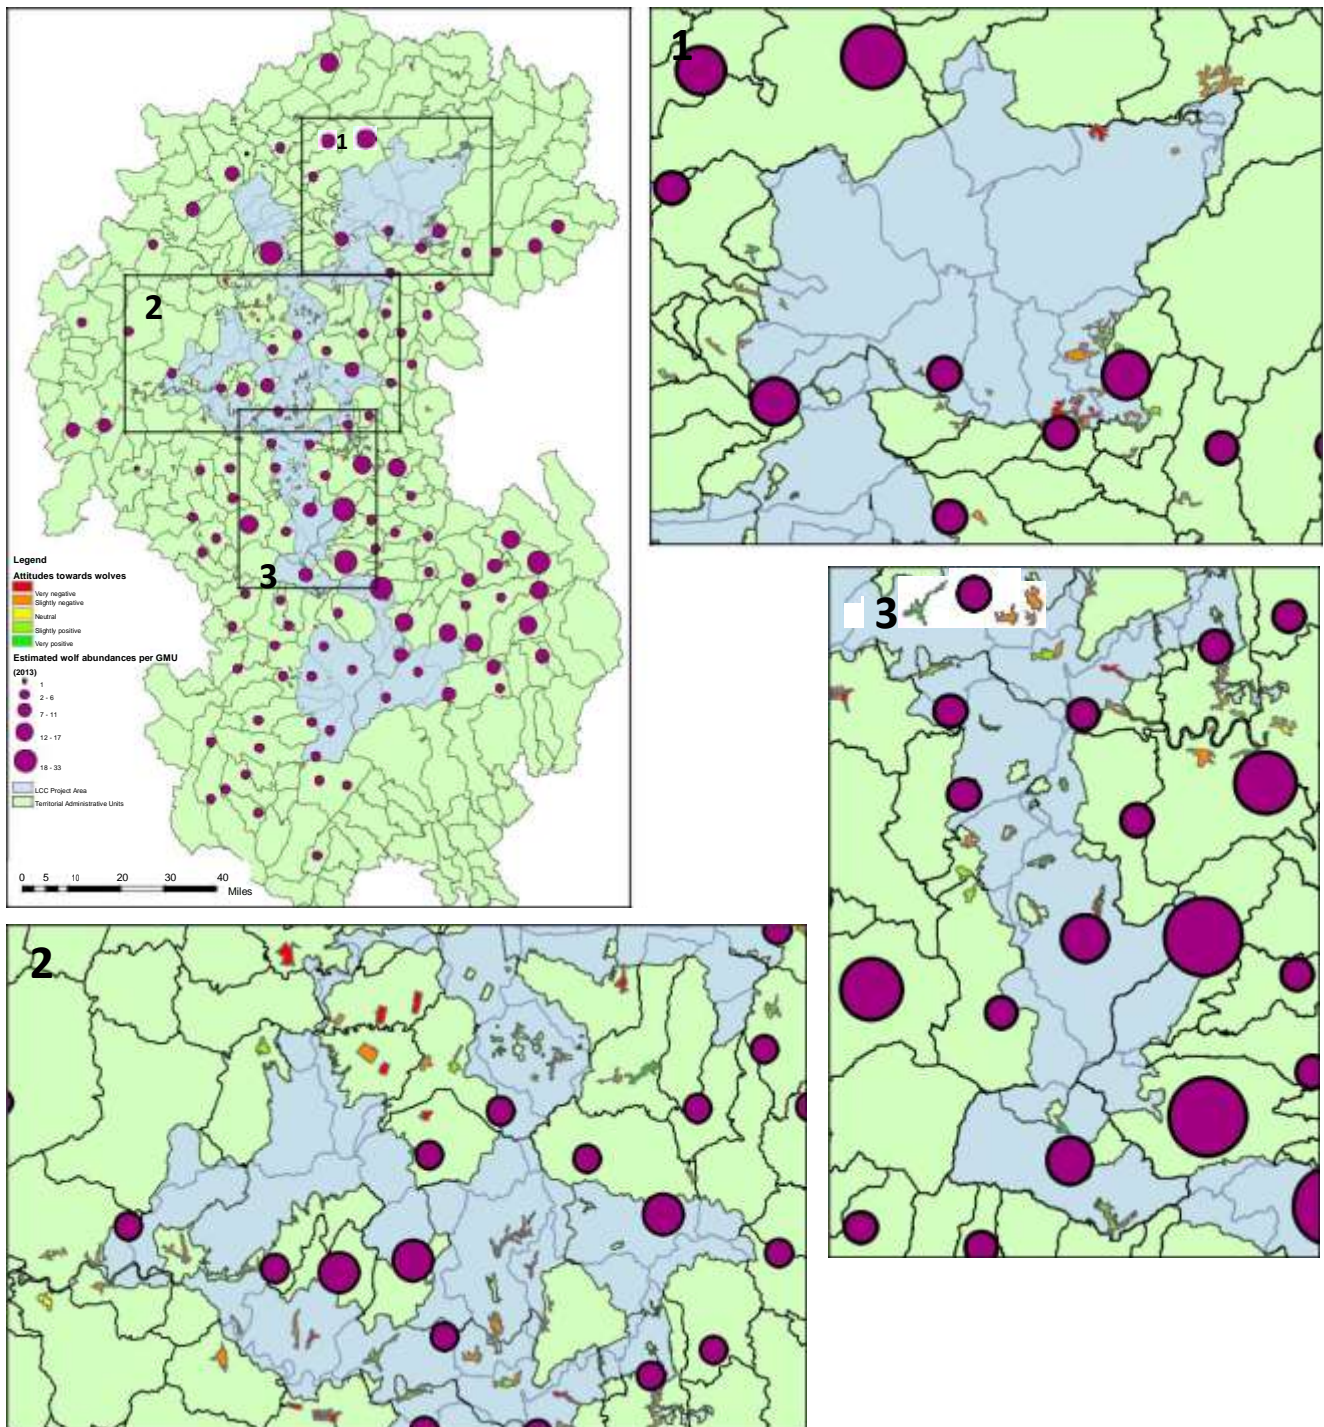 1
2
3
Legend
Attitudes towards wolves
Very negative
Slightly negative
Neutral
Slightly positive
Very positive
Estimated wolf abundances per GMU
(2013)
1
2 - 6
7 - 11
12 - 17
18 - 33
LCC Project Area
Territorial Administrative Units
0 5 10 20 30 40
Miles
1
3
2